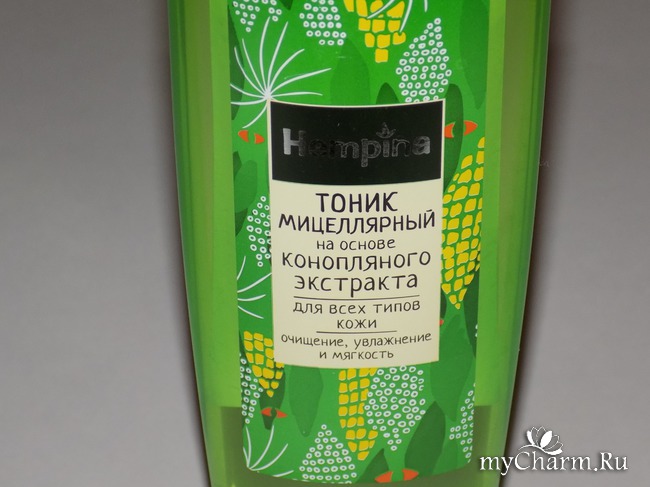 Hempina
ТОНИК
МИЦЕЛЛЯРНЫЙ
на основе
КОНОПЛЯНОГО
экстракта
для всех типов
кожи
очищение, увлажнение
и мягкость
myCharm.Ru